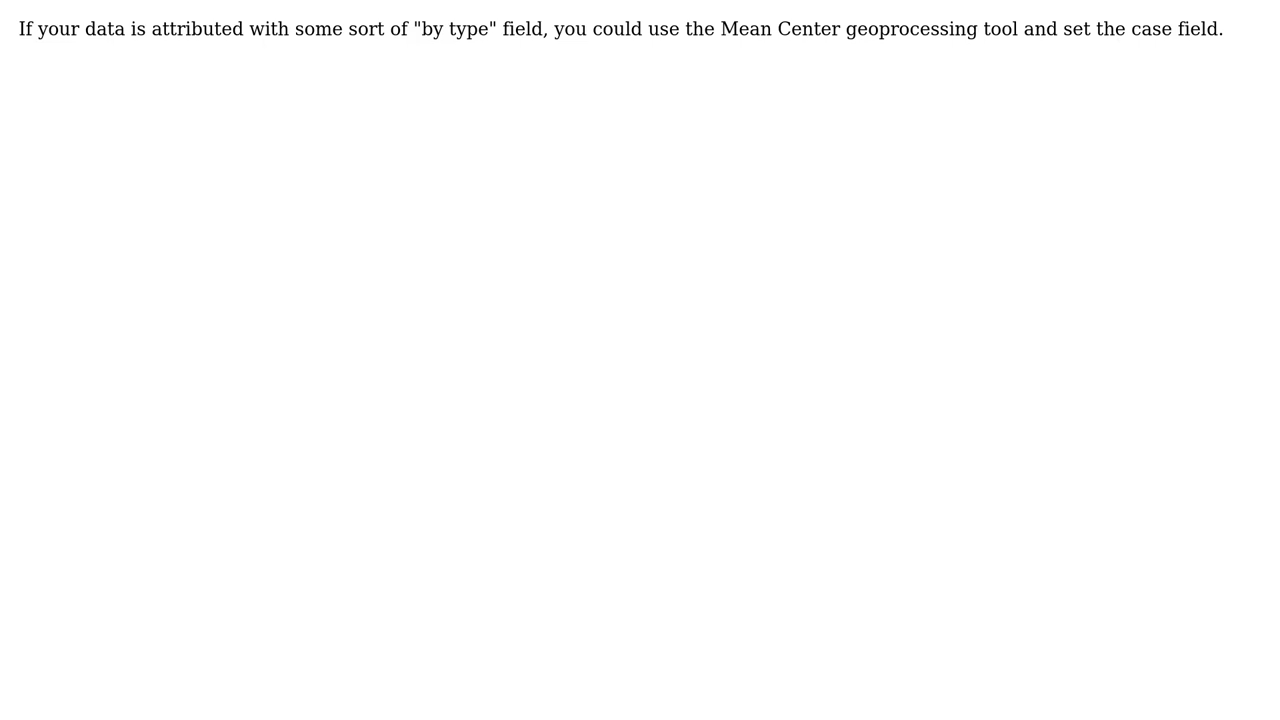 If your data is attributed with some sort of "by type" field, you could use the Mean Center geoprocessing tool and set the case field.